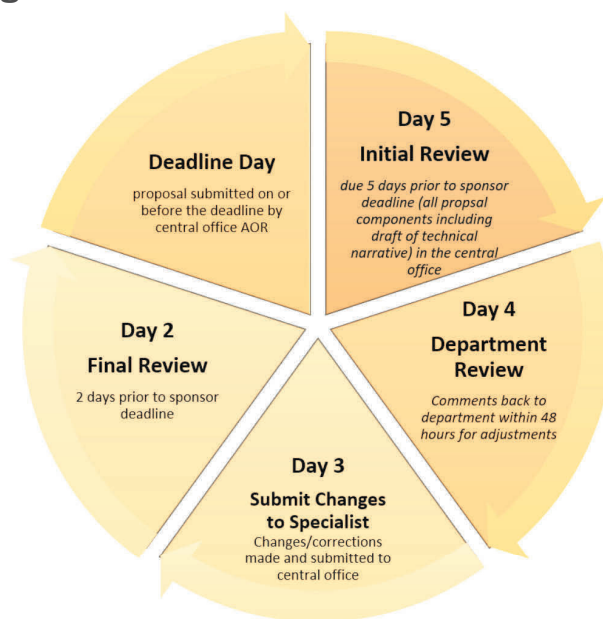 Day 5
Initial Review
due 5 days prior to sponsor
deadline (all propsal
components including
draft of technical
narrative) in the central
office
Day 4
Department
Review
Comments back to
department within 48
hours for adjustments
Day 3
Submit Changes
to Specialist
Changes/corrections
made and submitted to
central office
Day 2
Final Review
2 days prior to sponsor
deadline
Deadline Day
proposal submitted on or
before the deadline by
central office AOR